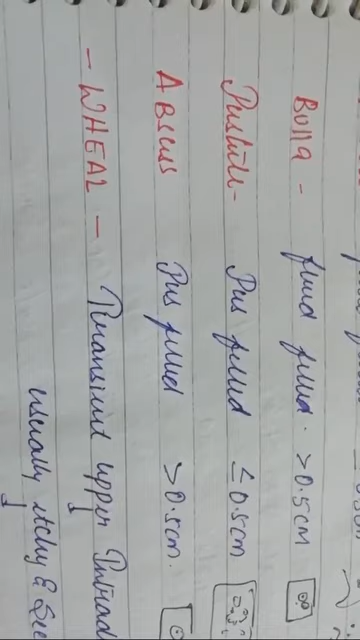 Bulla - fluid filled. >0.5cm.
Pustule - Pus filled ≤0.5cm
Abscess Pus filled >0.5cm.
- WHEAL - Transient upper
usually itchy &